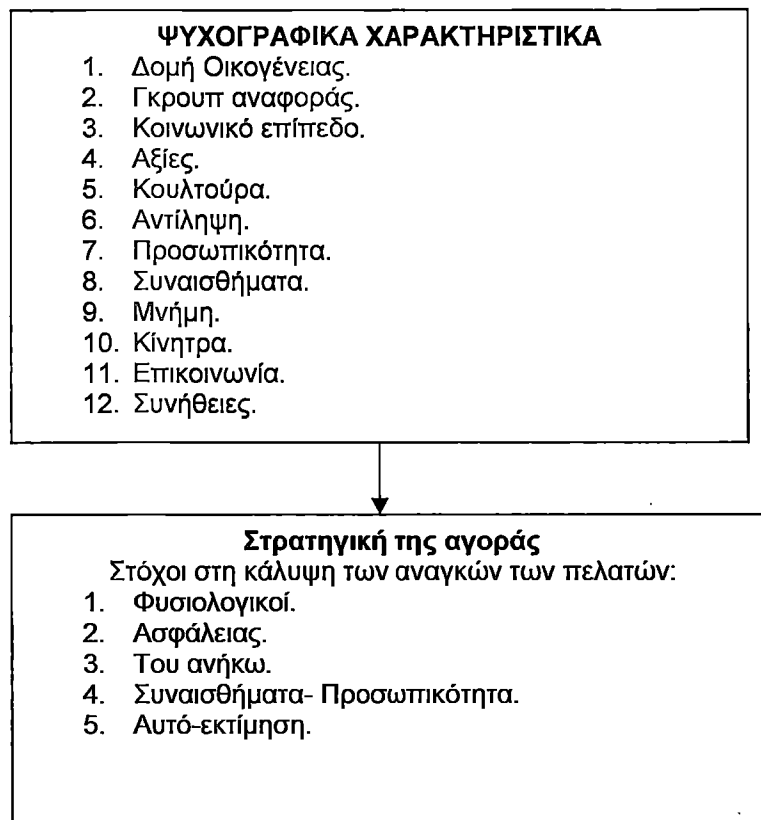 ΨΥΧΟΓΡΑΦΙΚΑ ΧΑΡΑΚΤΗΡΙΣΤΙΚΑ
1. Δομή Οικογένειας.
2. Γκρουπ αναφοράς.
3. Κοινωνικό επίπεδο.
4. Αξίες.
5. Κουλτούρα.
6. Αντίληψη.
7. Προσωπικότητα.
8. Συναισθήματα.
9. Μνήμη.
10. Κίνητρα.
11. Επικοινωνία.
12. Συνήθειες.
Στρατηγική της αγοράς
Στόχοι στη κάλυψη των αναγκών των πελατών:
1. Φυσιολογικοί.
2. Ασφάλειας.
3. Του ανήκω.
4. Συναισθήματα- Προσωπικότητα.
5. Αυτό-εκτίμηση.